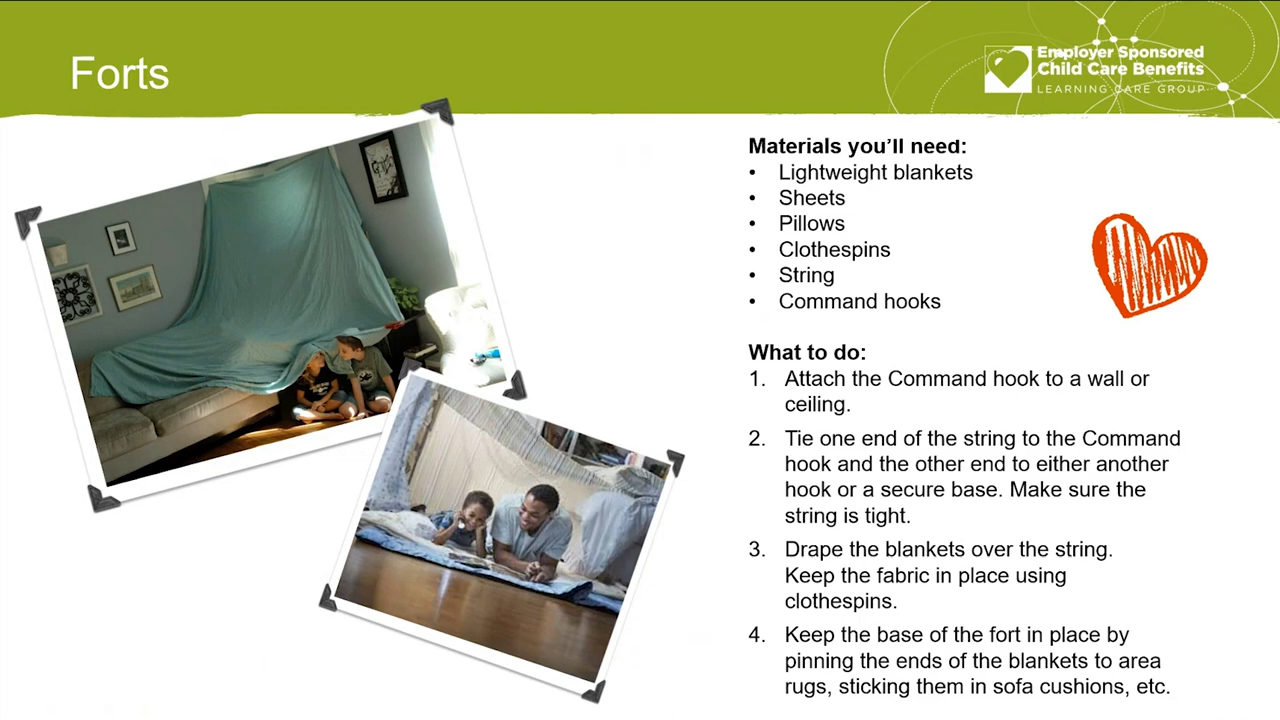 Forts
Employer Sponsored
Child Care Benefits
LEARNING CARE GROUP
Materials you’ll need:
• Lightweight blankets
• Sheets
• Pillows
• Clothespins
• String
• Command hooks
What to do:
1. Attach the Command hook to a wall or
ceiling.
2. Tie one end of the string to the Command
hook and the other end to either another
hook or a secure base. Make sure the
string is tight.
3. Drape the blankets over the string.
Keep the fabric in place using
clothespins.
4. Keep the base of the fort in place by
pinning the ends of the blankets to area
rugs, sticking them in sofa cushions, etc.